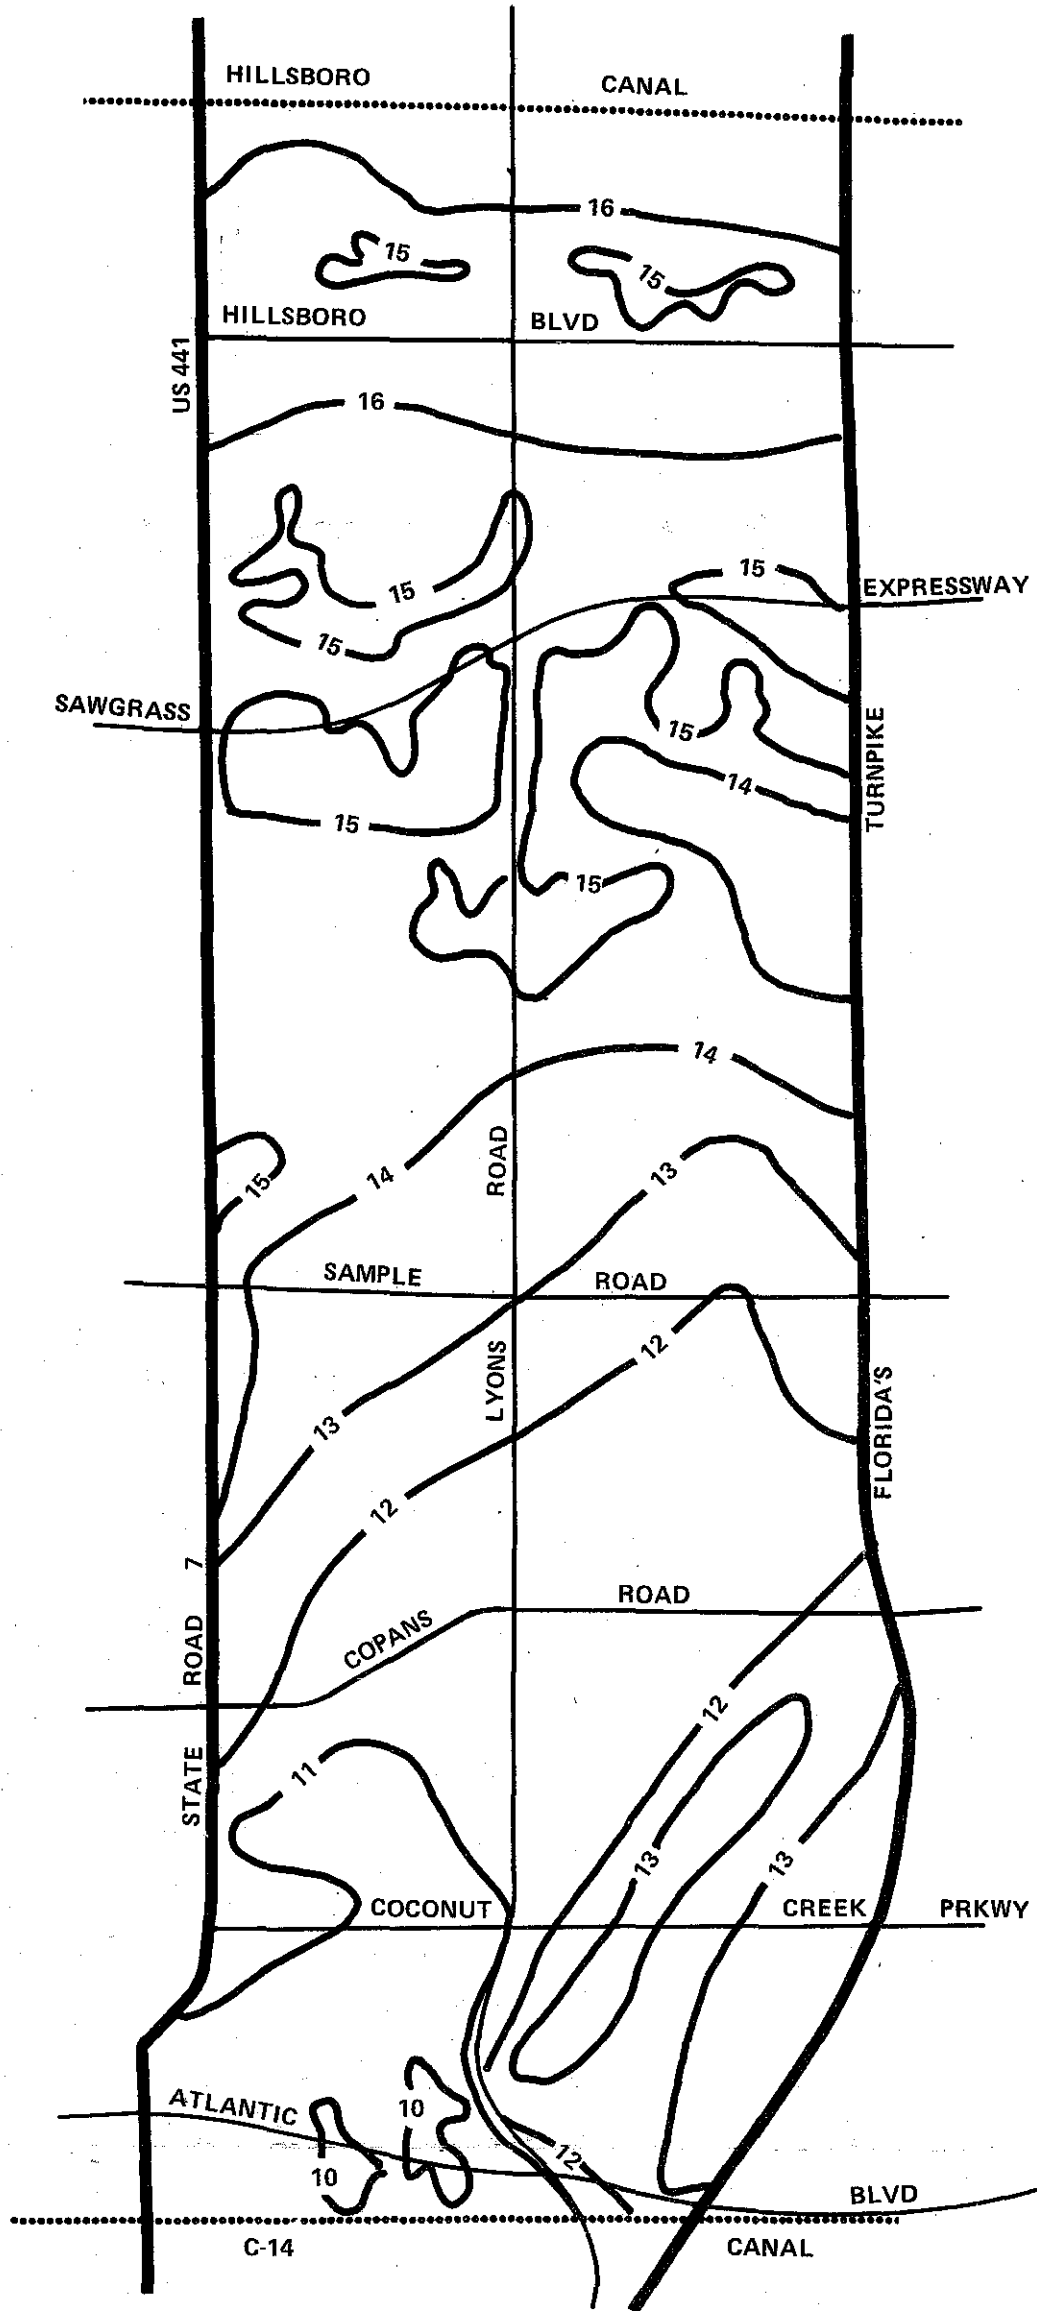 HILLSBORO CANAL
16
15
15
HILLSBORO BLVD
US 441
16
15
15
EXPRESSWAY
15
SAWGRASS
15
14
TURNPIKE
15
15
14
ROAD
13
14
15
SAMPLE ROAD
12
LYONS
13
FLORIDA'S
12
STATE ROAD 7
COPANS ROAD
12
11
13
13
COCONUT CREEK PRKWY
ATLANTIC
10
12
10
BLVD
C-14 CANAL